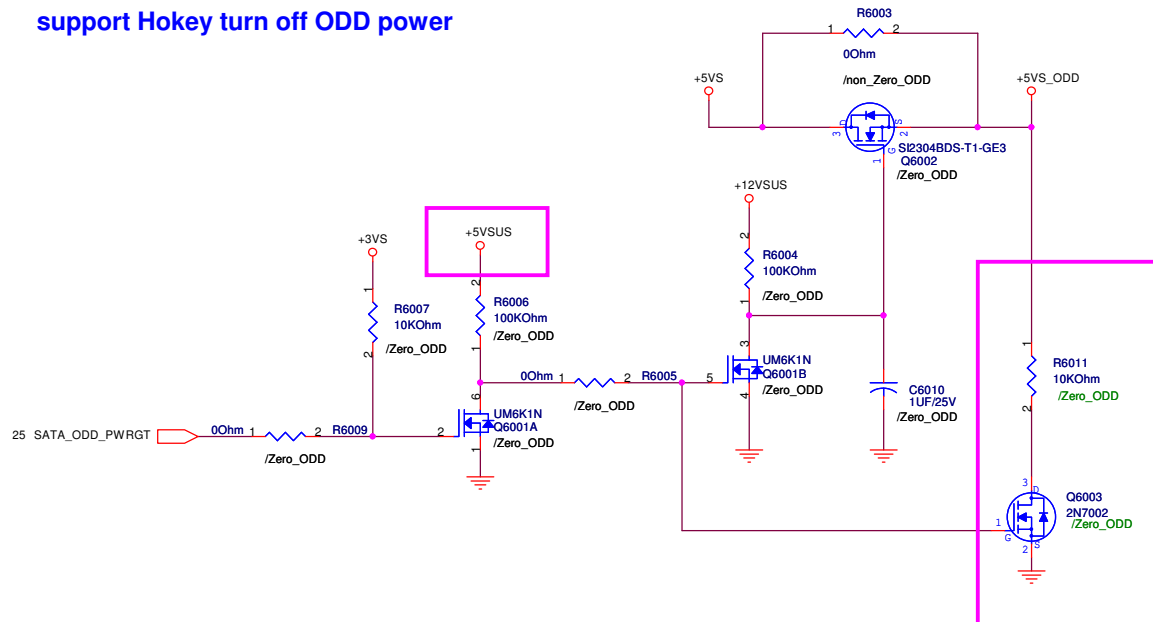 support Hokey turn off ODD power
R6003
1 2
0Ohm
/non_Zero_ODD
+5VS
+5VS_ODD
D
S
3
2
G
1
SI2304BDS-T1-GE3
Q6002
/Zero_ODD
+12VSUS
2
R6004
100KOhm
/Zero_ODD
1
+3VS
+5VSUS
1
R6007
10KOhm
/Zero_ODD
2
2
R6006
100KOhm
/Zero_ODD
1
0Ohm 1 2 R6005
/Zero_ODD
5
3
UM6K1N
Q6001B
/Zero_ODD
4
C6010
1UF/25V
/Zero_ODD
1
R6011
10KOhm
/Zero_ODD
2
25 SATA_ODD_PWRGT
0Ohm 1 2 R6009
/Zero_ODD
2
6
UM6K1N
Q6001A
/Zero_ODD
1
3
D
1
G
2
S
Q6003
2N7002
/Zero_ODD